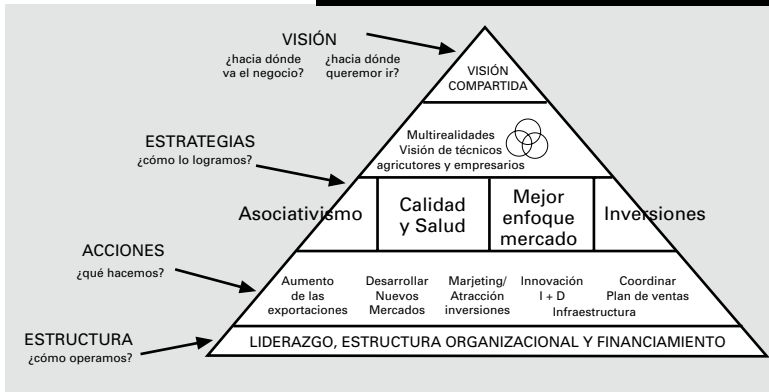 VISIÓN
¿hacia dónde
va el negocio?
¿hacia dónde
queremor ir?
VISIÓN
COMPARTIDA
ESTRATEGIAS
¿cómo lo logramos?
Multirealidades
Visión de técnicos
agricutores y empresarios
Asociativismo
Calidad
y Salud
Mejor
enfoque
mercado
Inversiones
ACCIONES
¿qué hacemos?
Aumento
de las
exportaciones
Desarrollar
Nuevos
Mercados
Marjeting/
Atracción
inversiones
Innovación
I + D
Infraestructura
Coordinar
Plan de ventas
ESTRUCTURA
¿cómo operamos?
LIDERAZGO, ESTRUCTURA ORGANIZACIONAL Y FINANCIAMIENTO